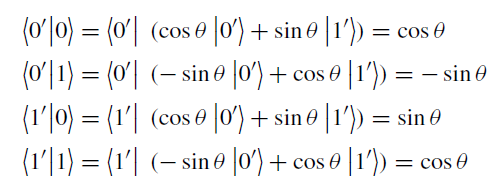 ⟨0′|0⟩ = ⟨0′| (cos θ |0′⟩ + sin θ |1′⟩) = cos θ
⟨0′|1⟩ = ⟨0′| (− sin θ |0′⟩ + cos θ |1′⟩) = − sin θ
⟨1′|0⟩ = ⟨1′| (cos θ |0′⟩ + sin θ |1′⟩) = sin θ
⟨1′|1⟩ = ⟨1′| (− sin θ |0′⟩ + cos θ |1′⟩) = cos θ